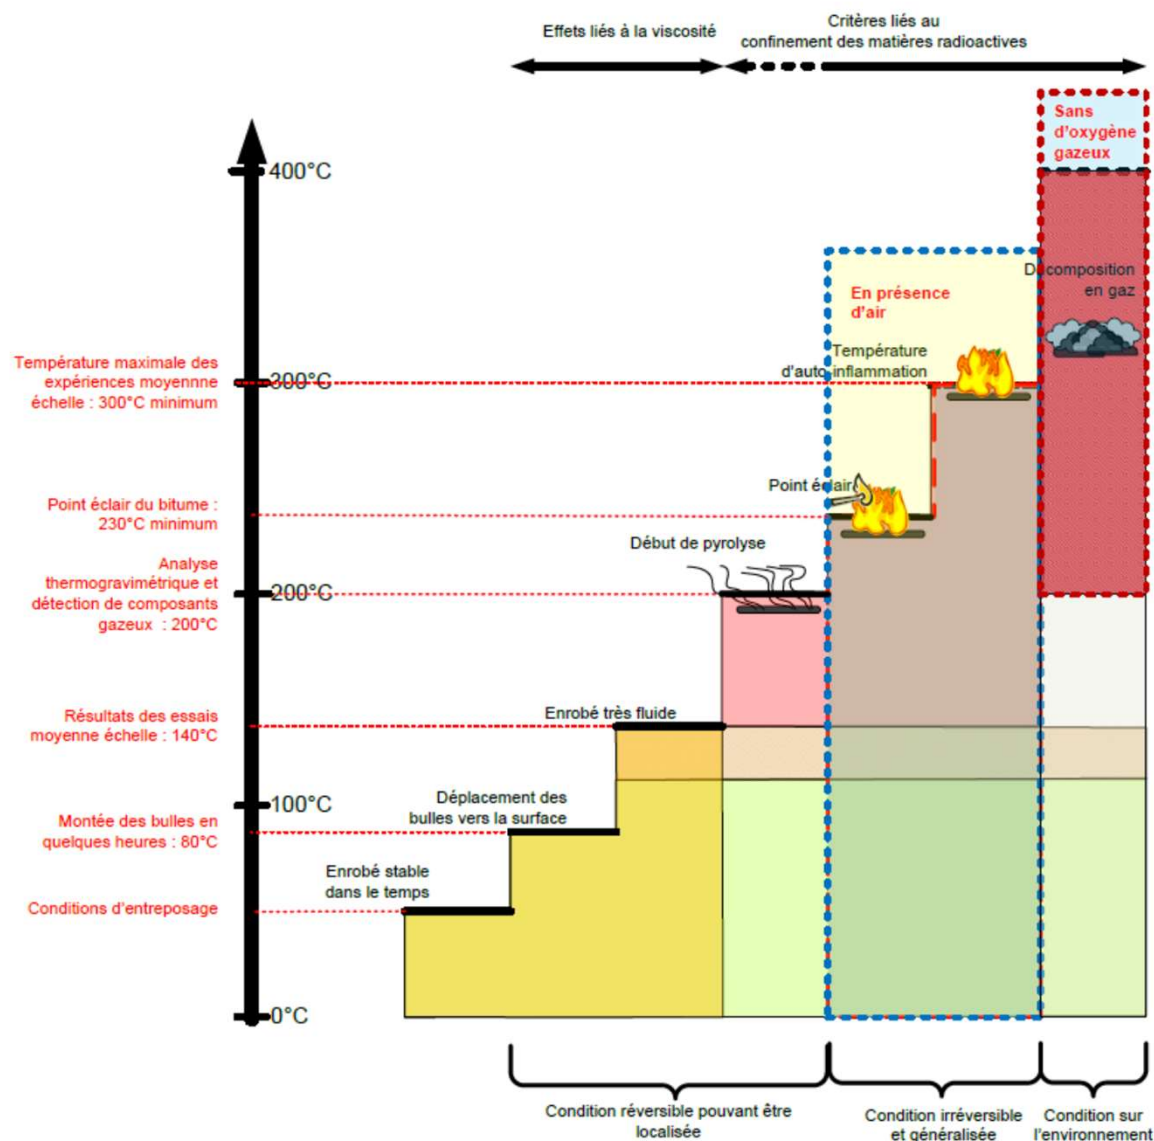 Effets liés à la viscosité
Critères liés au
confinement des matières radioactives
Sans
d'oxygène
gazeux
400°C
Décomposition
en gaz
En présence
d'air
Température
d'auto-inflammation
Température maximale des
expériences moyennne
échelle : 300°C minimum
300°C
Point éclair
Point éclair du bitume :
230°C minimum
Début de pyrolyse
Analyse
thermogravimétrique et
détection de composants
gazeux : 200°C
200°C
Enrobé très fluide
Résultats des essais
moyenne échelle : 140°C
Déplacement des
bulles vers la surface
100°C
Montée des bulles en
quelques heures : 80°C
Enrobé stable
dans le temps
Conditions d'entreposage
0°C
Condition réversible pouvant être
localisée
Condition irréversible
et généralisée
Condition sur
l'environnement